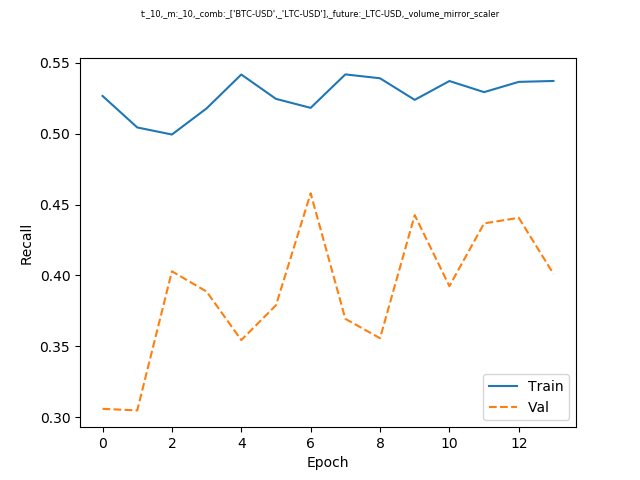 t:_10,_m:_10,_comb:_['BTC-USD',_'LTC-USD'],_future:_LTC-USD,_volume_mirror_scaler
0.55
0.50
0.45
0.40
0.35
0.30
Recall
Train
Val
0 2 4 6 8 10 12
Epoch